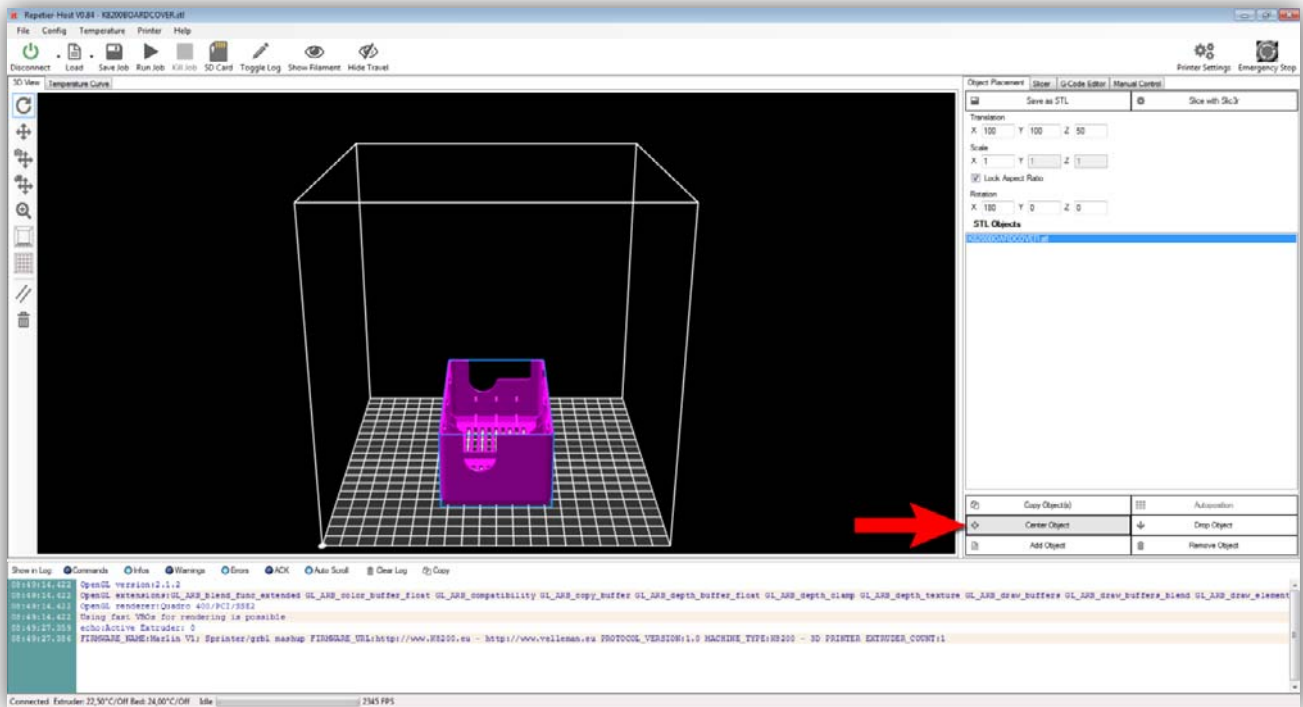 Repetier-Host V0.84 - K8200BOARDCOVER.stl
File Config Temperature Printer Help
Disconnect Load Save Job Run Job Kill Job SD Card Toggle Log Show Filament Hide Travel Printer Settings Emergency Stop
3D View Temperature Curve
Object Placement Slicer G-Code Editor Manual Control
Save as STL Slice with Slic3r
Translation
X 100 Y 100 Z 50
Scale
X 1 Y 1 Z 1
Lock Aspect Ratio
Rotation
X 180 Y 0 Z 0
STL Objects
K8200BOARDCOVER.stl
Copy Object(s) Autoposition
Center Object Drop Object
Add Object Remove Object
Show in Log: Commands Infos Warnings Errors ACK Auto Scroll Clear Log Copy
08:49:14.422 OpenGL version:2.1.2
08:49:14.422 OpenGL extensions:GL_ARB_blend_func_extended GL_ARB_color_buffer_float GL_ARB_compatibility GL_ARB_copy_buffer GL_ARB_depth_buffer_float GL_ARB_depth_clamp GL_ARB_depth_texture GL_ARB_draw_buffers GL_ARB_draw_buffers_blend GL_ARB_draw_element
08:49:14.422 OpenGL renderer:Quadro 400/PCI/SSE2
08:49:14.422 Using fast VBOs for rendering is possible
08:49:27.359 echo:Active Extruder: 0
FIRMWARE_NAME:Marlin V1; Sprinter/grbl mashup FIRMWARE_URL:http://www.K8200.eu - http://www.velleman.eu PROTOCOL_VERSION:1.0 MACHINE_TYPE:K8200 - 3D PRINTER EXTRUDER_COUNT:1
Connected Extruder: 22,50°C/Off Bed: 24,00°C/Off Idle 2345 FPS